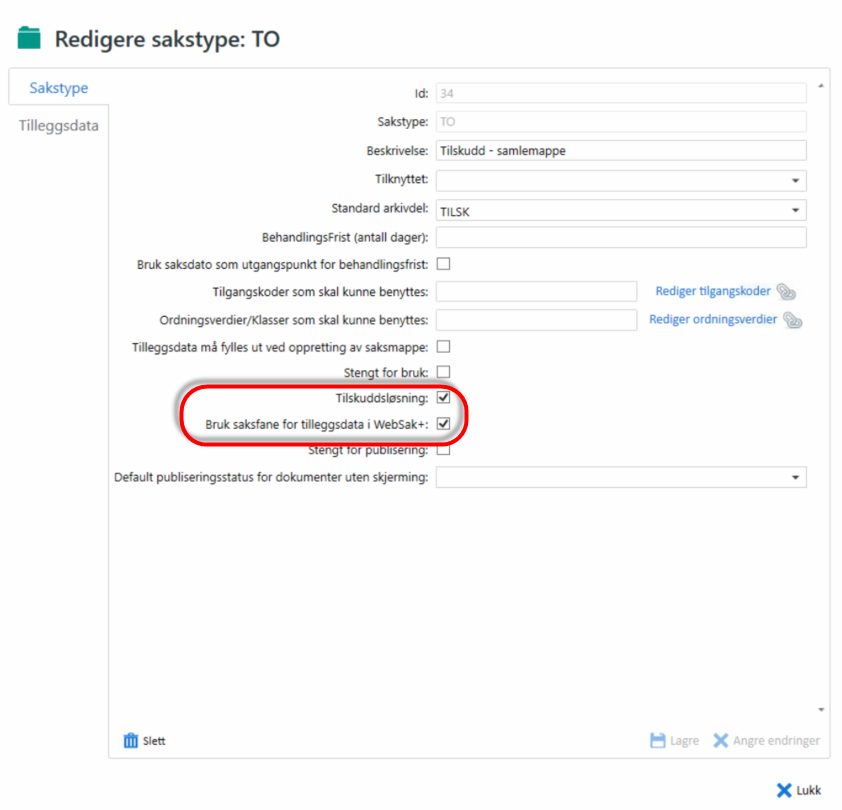 Redigere sakstype: TO
Sakstype
Tilleggsdata
Id: 34
Sakstype: TO
Beskrivelse: Tilskudd - samlemappe
Tilknyttet:
Standard arkivdel: TILSK
BehandlingsFrist (antall dager):
Bruk saksdato som utgangspunkt for behandlingsfrist:
Tilgangskoder som skal kunne benyttes: Rediger tilgangskoder
Ordningsverdier/Klasser som skal kunne benyttes: Rediger ordningsverdier
Tilleggsdata må fylles ut ved oppretting av saksmappe:
Stengt for bruk:
Tilskuddsløsning:
Bruk saksfane for tilleggsdata i WebSak+:
Stengt for publisering:
Default publiseringsstatus for dokumenter uten skjerming:
Slett Lagre Angre endringer
Lukk